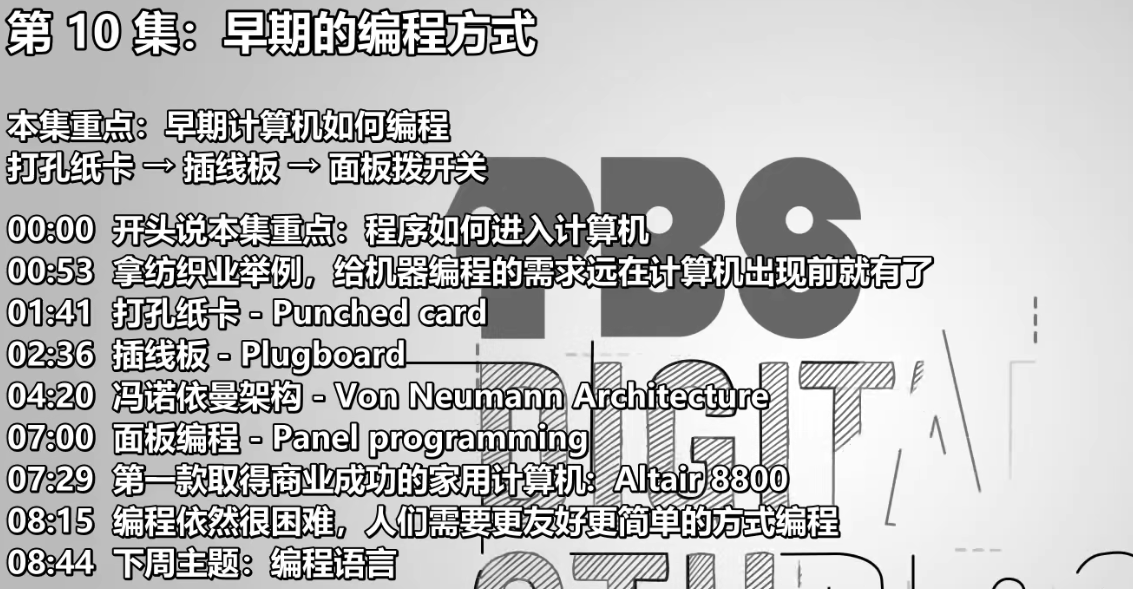 第 10 集：早期的编程方式
本集重点：早期计算机如何编程
打孔纸卡 → 插线板 → 面板拨开关
PBS
00:00 开头说本集重点：程序如何进入计算机
00:53 拿纺织业举例，给机器编程的需求远在计算机出现前就有了
01:41 打孔纸卡 - Punched card
02:36 插线板 - Plugboard
DIGITAL
04:20 冯诺依曼架构 - Von Neumann Architecture
07:00 面板编程 - Panel programming
07:29 第一款取得商业成功的家用计算机：Altair 8800
08:15 编程依然很困难，人们需要更友好更简单的方式编程
08:44 下周主题：编程语言